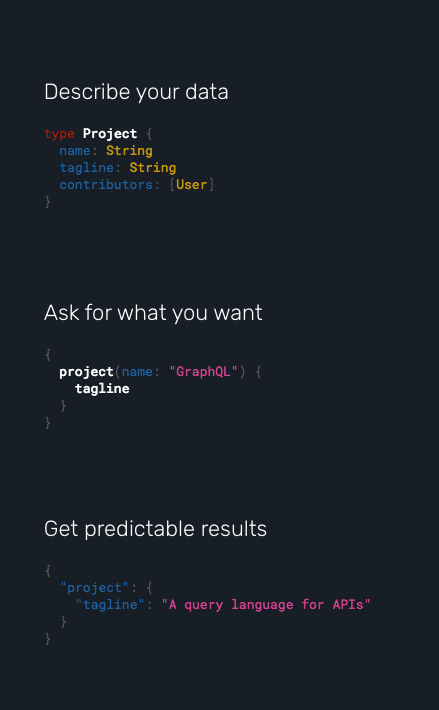 Describe your data
type Project {
  name: String
  tagline: String
  contributors: [User]
}
Ask for what you want
{
  project(name: "GraphQL") {
    tagline
  }
}
Get predictable results
{
  "project": {
    "tagline": "A query language for APIs"
  }
}